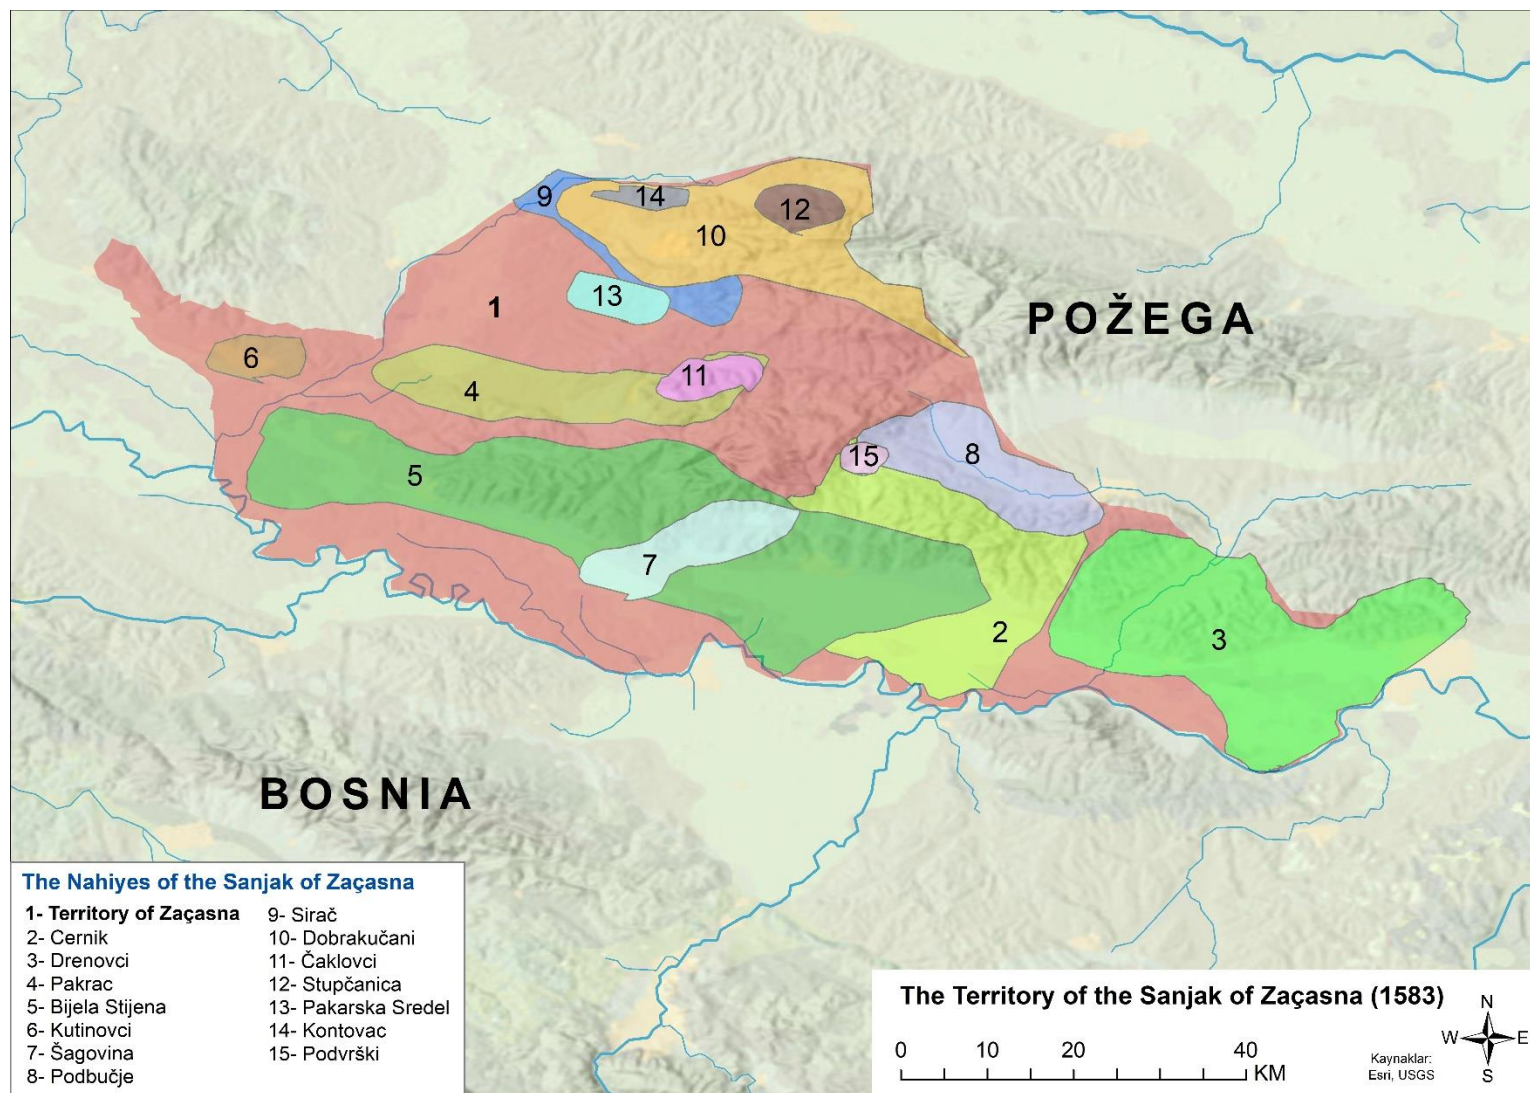 9
14
12
10
13
1
POŽEGA
6
4
11
15
8
5
7
2
3
BOSNIA
The Nahiyes of the Sanjak of Zaçasna
1- Territory of Zaçasna
2- Cernik
3- Drenovci
4- Pakrac
5- Bijela Stijena
6- Kutinovci
7- Šagovina
8- Podbučje
9- Sirač
10- Dobrakučani
11- Čaklovci
12- Stupčanica
13- Pakarska Sredel
14- Kontovac
15- Podvrški
The Territory of the Sanjak of Zaçasna (1583)
0 10 20 40
KM
Kaynaklar:
Esri, USGS
N
W E
S